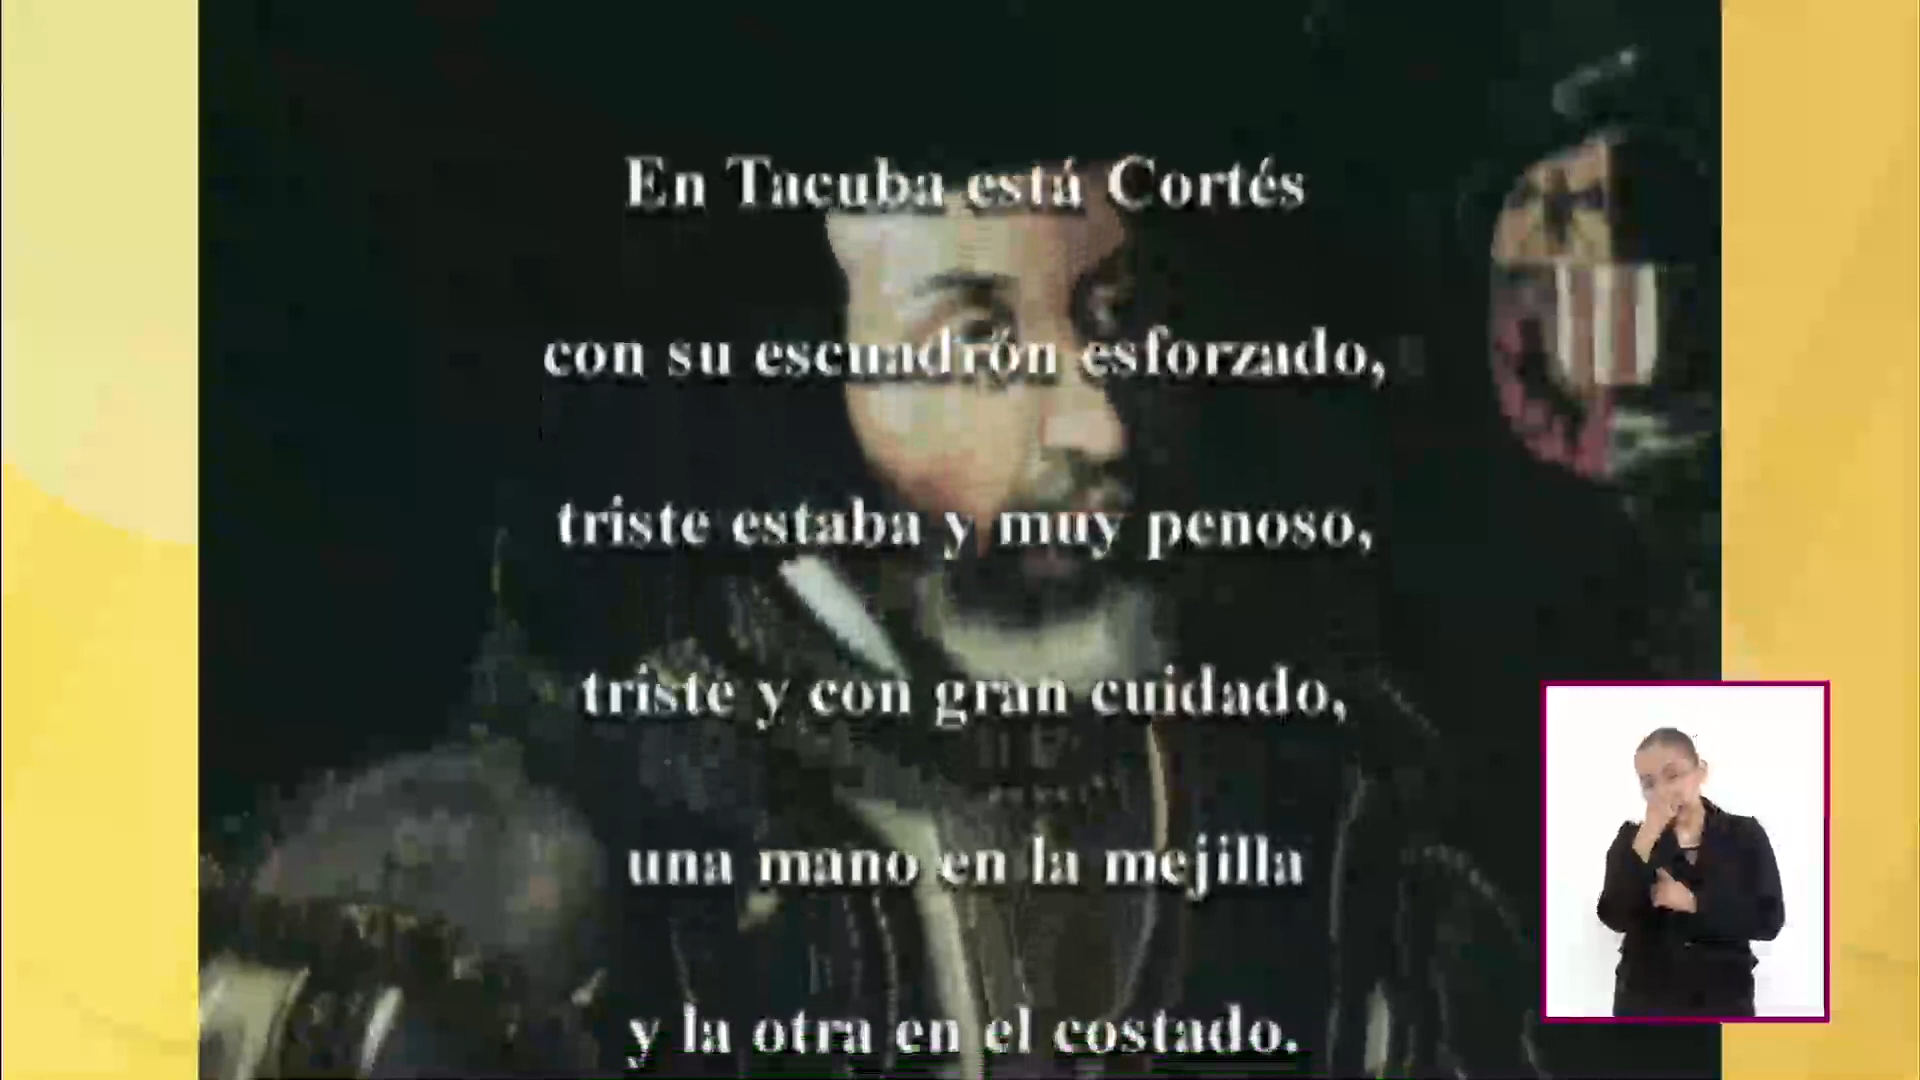 En Tacuba está Cortés
con su escuadrón esforzado,
triste estaba y muy penoso,
triste y con gran cuidado,
una mano en la mejilla
y la otra en el costado.